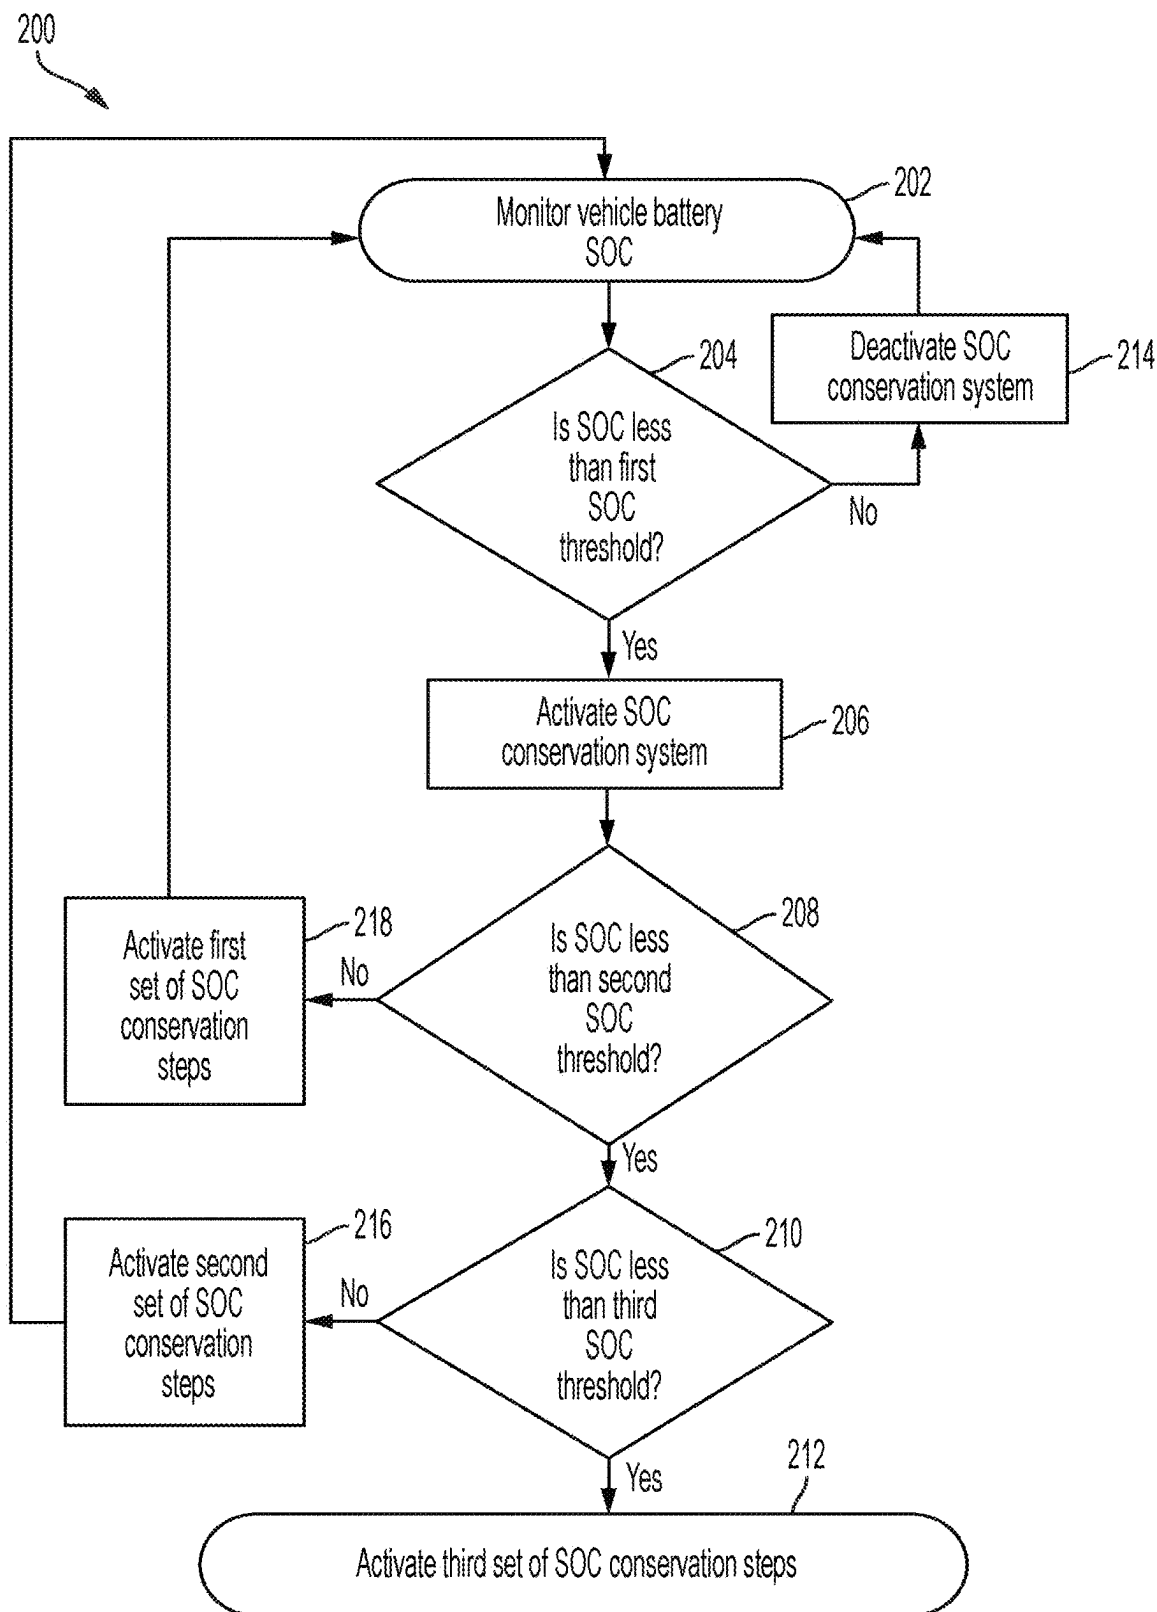 200
202
Monitor vehicle battery
SOC
Deactivate SOC
conservation system
214
204
Is SOC less
than first
SOC
threshold?
No
Yes
Activate SOC
conservation system
206
208
Is SOC less
than second
SOC
threshold?
No
218
Activate first
set of SOC
conservation
steps
Yes
210
Is SOC less
than third
SOC
threshold?
No
216
Activate second
set of SOC
conservation
steps
Yes
212
Activate third set of SOC conservation steps